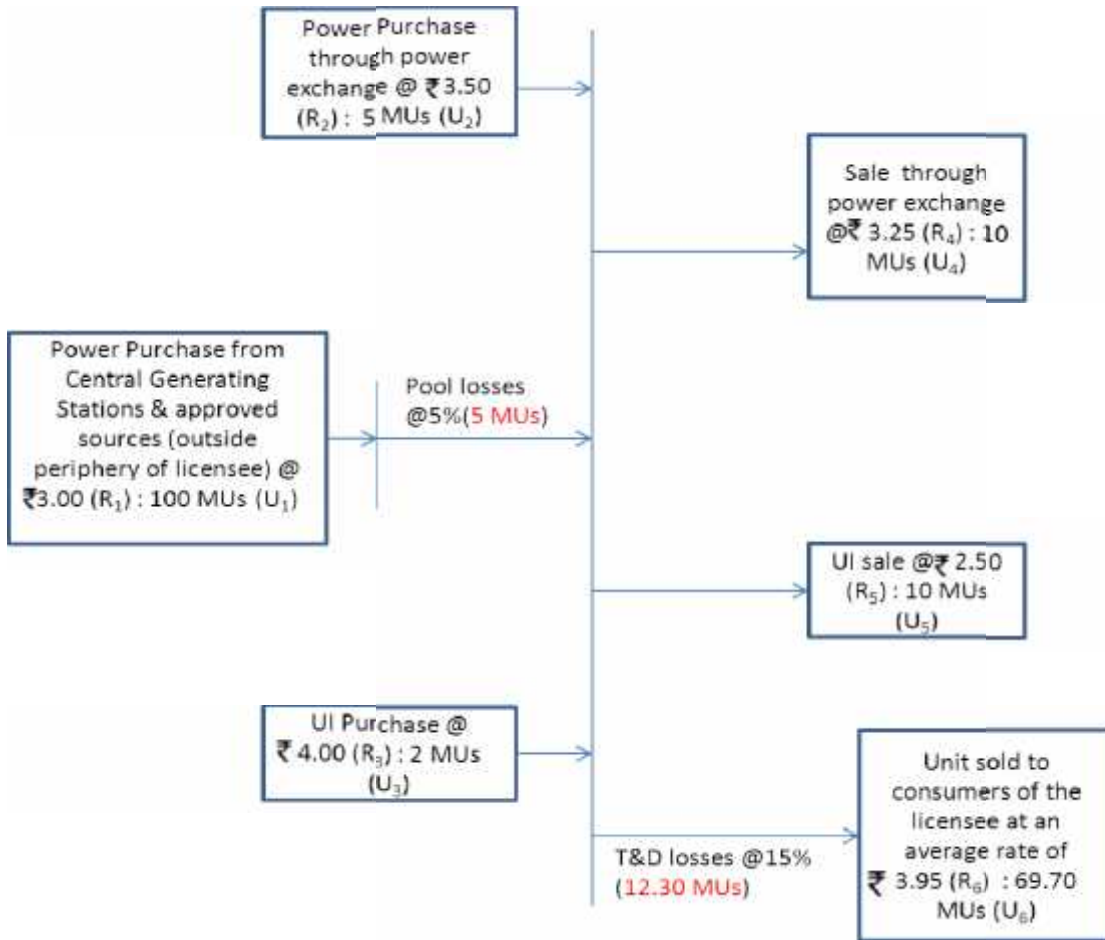 Power Purchase
through power
exchange @ ₹ 3.50
(R₂) : 5 MUs (U₂)
Sale through
power exchange
@₹ 3.25 (R₄) : 10
MUs (U₄)
Power Purchase from
Central Generating
Stations & approved
sources (outside
periphery of licensee) @
₹3.00 (R₁) : 100 MUs (U₁)
Pool losses
@5%(5 MUs)
UI sale @₹ 2.50
(R₅) : 10 MUs
(U₅)
UI Purchase @
₹ 4.00 (R₃) : 2 MUs
(U₃)
Unit sold to
consumers of the
licensee at an
average rate of
₹ 3.95 (R₆) : 69.70
MUs (U₆)
T&D losses @15%
(12.30 MUs)